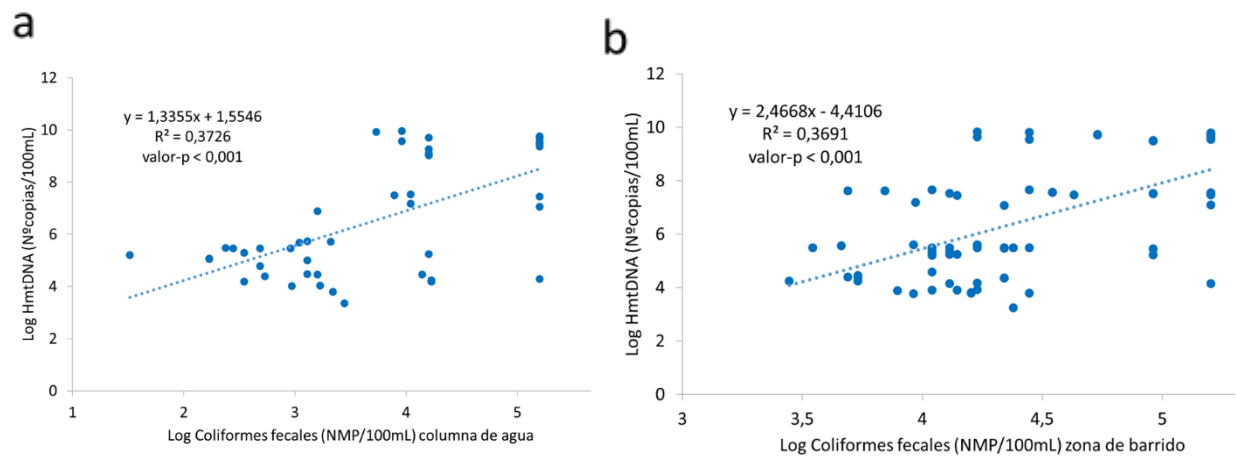 a
y = 1,3355x + 1,5546
R² = 0,3726
valor-p < 0,001
Log HmtDNA (Nºcopias/100mL)
12
10
8
6
4
2
0
1
2
3
4
5
Log Coliformes fecales (NMP/100mL) columna de agua
b
y = 2,4668x - 4,4106
R² = 0,3691
valor-p < 0,001
Log HmtDNA (Nºcopias/100mL)
12
10
8
6
4
2
0
3
3,5
4
4,5
5
Log Coliformes fecales (NMP/100mL) zona de barrido